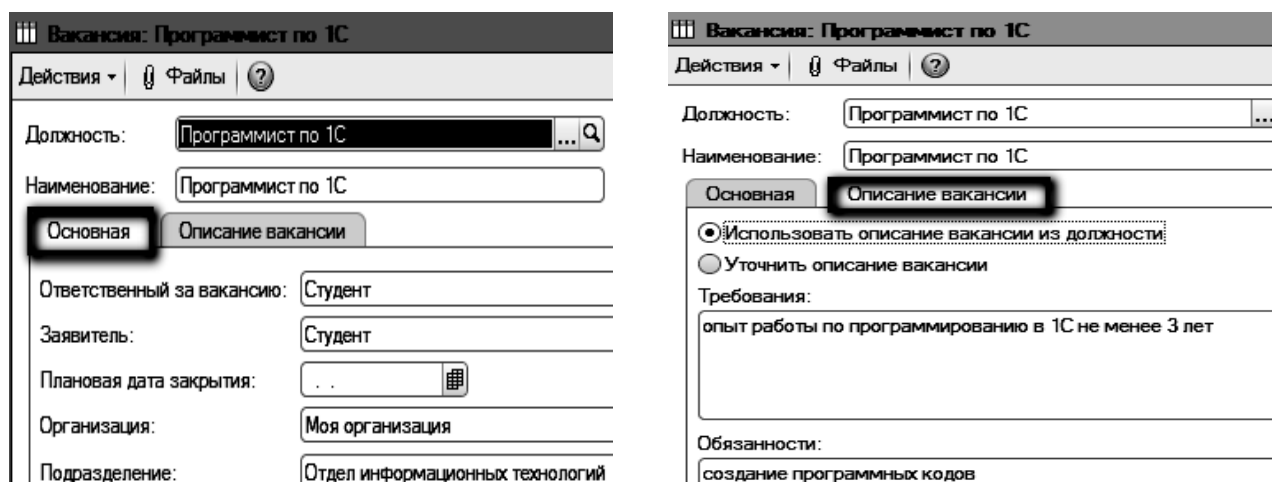 Вакансия: Программист по 1С
Действия Файлы ?
Должность: Программист по 1С ...
Наименование: Программист по 1С
Основная Описание вакансии
Ответственный за вакансию: Студент
Заявитель: Студент
Плановая дата закрытия: . .
Организация: Моя организация
Подразделение: Отдел информационных технологий
Вакансия: Программист по 1С
Действия Файлы ?
Должность: Программист по 1С ...
Наименование: Программист по 1С
Основная Описание вакансии
Использовать описание вакансии из должности
Уточнить описание вакансии
Требования:
опыт работы по программированию в 1С не менее 3 лет
Обязанности:
создание программных кодов